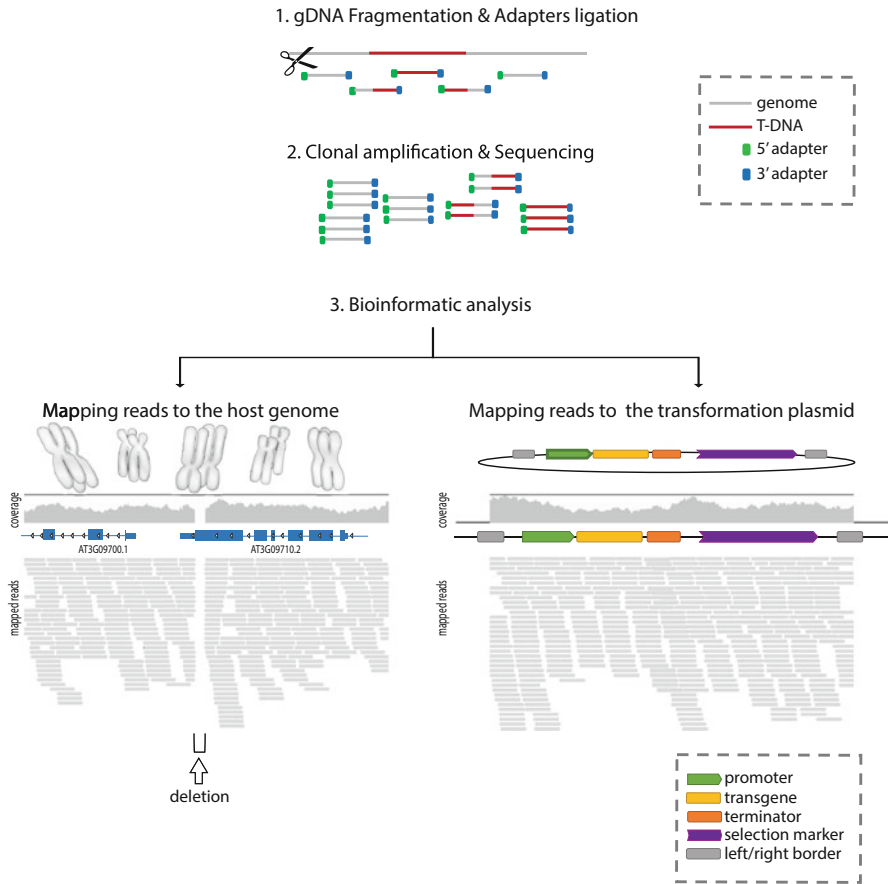 1. gDNA Fragmentation & Adapters ligation
genome
T-DNA
5' adapter
3' adapter
2. Clonal amplification & Sequencing
3. Bioinformatic analysis
Mapping reads to the host genome
coverage
AT3G09700.1
AT3G09710.2
mapped reads
deletion
Mapping reads to the transformation plasmid
coverage
mapped reads
promoter
transgene
terminator
selection marker
left/right border